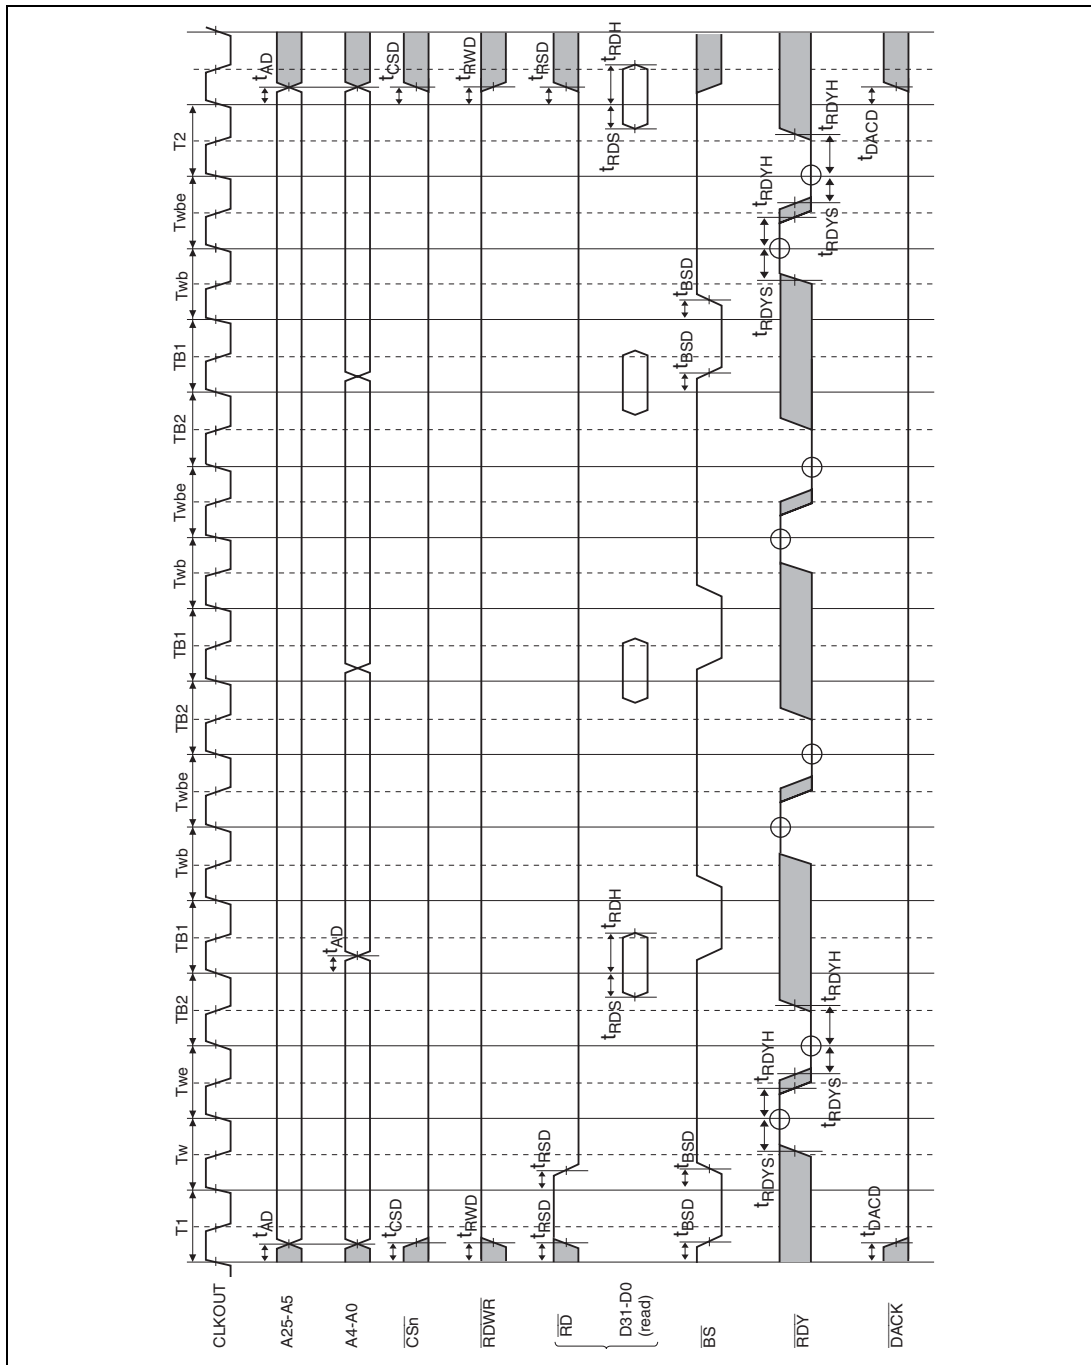 T1 Tw Twe TB2 TB1 Twb Twbe TB2 TB1 Twb Twbe TB2 TB1 Twb Twbe T2
CLKOUT
tAD tAD
A25-A5
tAD
A4-A0
tCSD tCSD
CSn
tRWD tRWD
RDWR
tRSD tRSD tRSD
RD
tRDS tRDH tRDS tRDH
D31-D0
(read)
tBSD tBSD tBSD tBSD
BS
tRDYS tRDYH tRDYS tRDYH
RDY
tRDYS tRDYH tRDYS tRDYH
tDACD tDACD
DACK